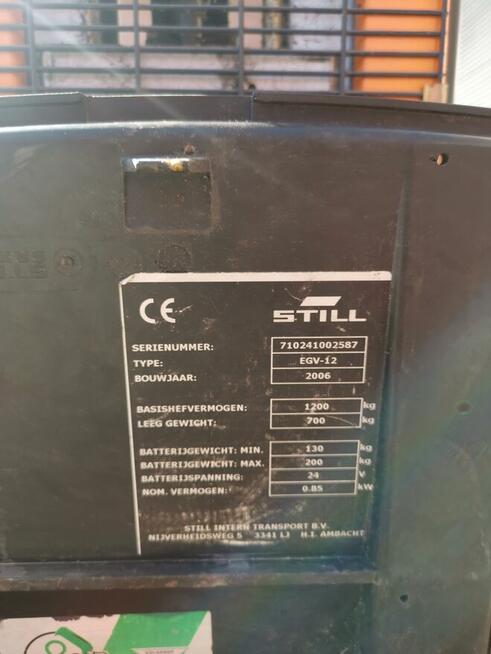 CE STILL
SERIENUMMER: 710241002587
TYPE: EGV-12
BOUWJAAR: 2006
BASISHEFVERMOGEN: 1200 kg
LEEG GEWICHT: 700 kg
BATTERIJGEWICHT: MIN. 130 kg
BATTERIJGEWICHT: MAX. 200 kg
BATTERIJSPANNING: 24 V
NOM. VERMOGEN: 0.85 kW
STILL INTERN TRANSPORT B.V.
NIJVERHEIDSWEG 5 3341 LJ H.I. AMBACHT